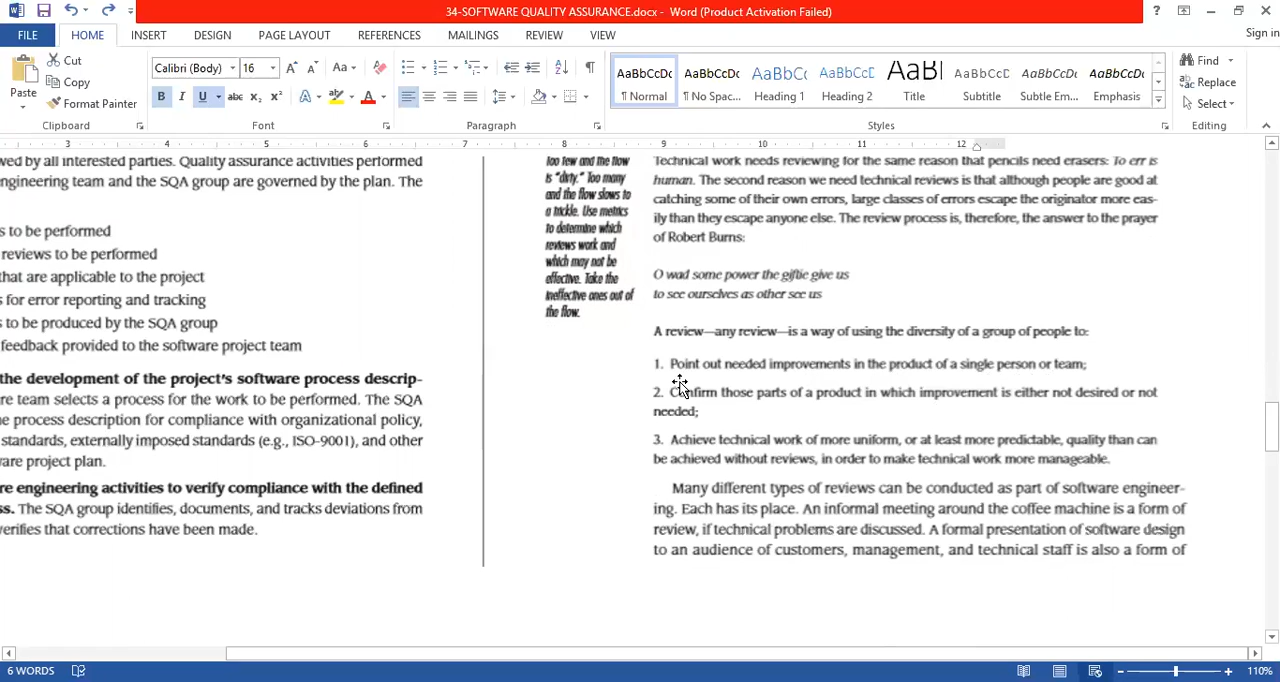 34-SOFTWARE QUALITY ASSURANCE.docx - Word (Product Activation Failed)
FILE HOME INSERT DESIGN PAGE LAYOUT REFERENCES MAILINGS REVIEW VIEW Sign in
Paste
Cut
Copy
Format Painter
Clipboard
Calibri (Body) 16
Font
Paragraph
AaBbCcDc AaBbCcDc AaBbCc AaBbCcD AaBl AaBbCcD AaBbCcDc AaBbCcDc
¶ Normal ¶ No Spac... Heading 1 Heading 2 Title Subtitle Subtle Em... Emphasis
Styles
Find
Replace
Select
Editing
3 4 5 6 7 8 9 10 11 12
wed by all interested parties. Quality assurance activities performed
ngineering team and the SQA group are governed by the plan. The
s to be performed
reviews to be performed
that are applicable to the project
s for error reporting and tracking
s to be produced by the SQA group
feedback provided to the software project team
the development of the project's software process descrip-
re team selects a process for the work to be performed. The SQA
ne process description for compliance with organizational policy,
standards, externally imposed standards (e.g., ISO-9001), and other
ware project plan.
re engineering activities to verify compliance with the defined
ss. The SQA group identifies, documents, and tracks deviations from
verifies that corrections have been made.
too few and the flow
is "dirty." Too many
and the flow slows to
a trickle. Use metrics
to determine which
reviews work and
which may not be
effective. Take the
ineffective ones out of
the flow.
Technical work needs reviewing for the same reason that pencils need erasers: To err is
human. The second reason we need technical reviews is that although people are good at
catching some of their own errors, large classes of errors escape the originator more eas-
ily than they escape anyone else. The review process is, therefore, the answer to the prayer
of Robert Burns:
O wad some power the giftie give us
to see ourselves as other see us
A review—any review—is a way of using the diversity of a group of people to:
1. Point out needed improvements in the product of a single person or team;
2. Confirm those parts of a product in which improvement is either not desired or not
needed;
3. Achieve technical work of more uniform, or at least more predictable, quality than can
be achieved without reviews, in order to make technical work more manageable.
Many different types of reviews can be conducted as part of software engineer-
ing. Each has its place. An informal meeting around the coffee machine is a form of
review, if technical problems are discussed. A formal presentation of software design
to an audience of customers, management, and technical staff is also a form of
6 WORDS
110%